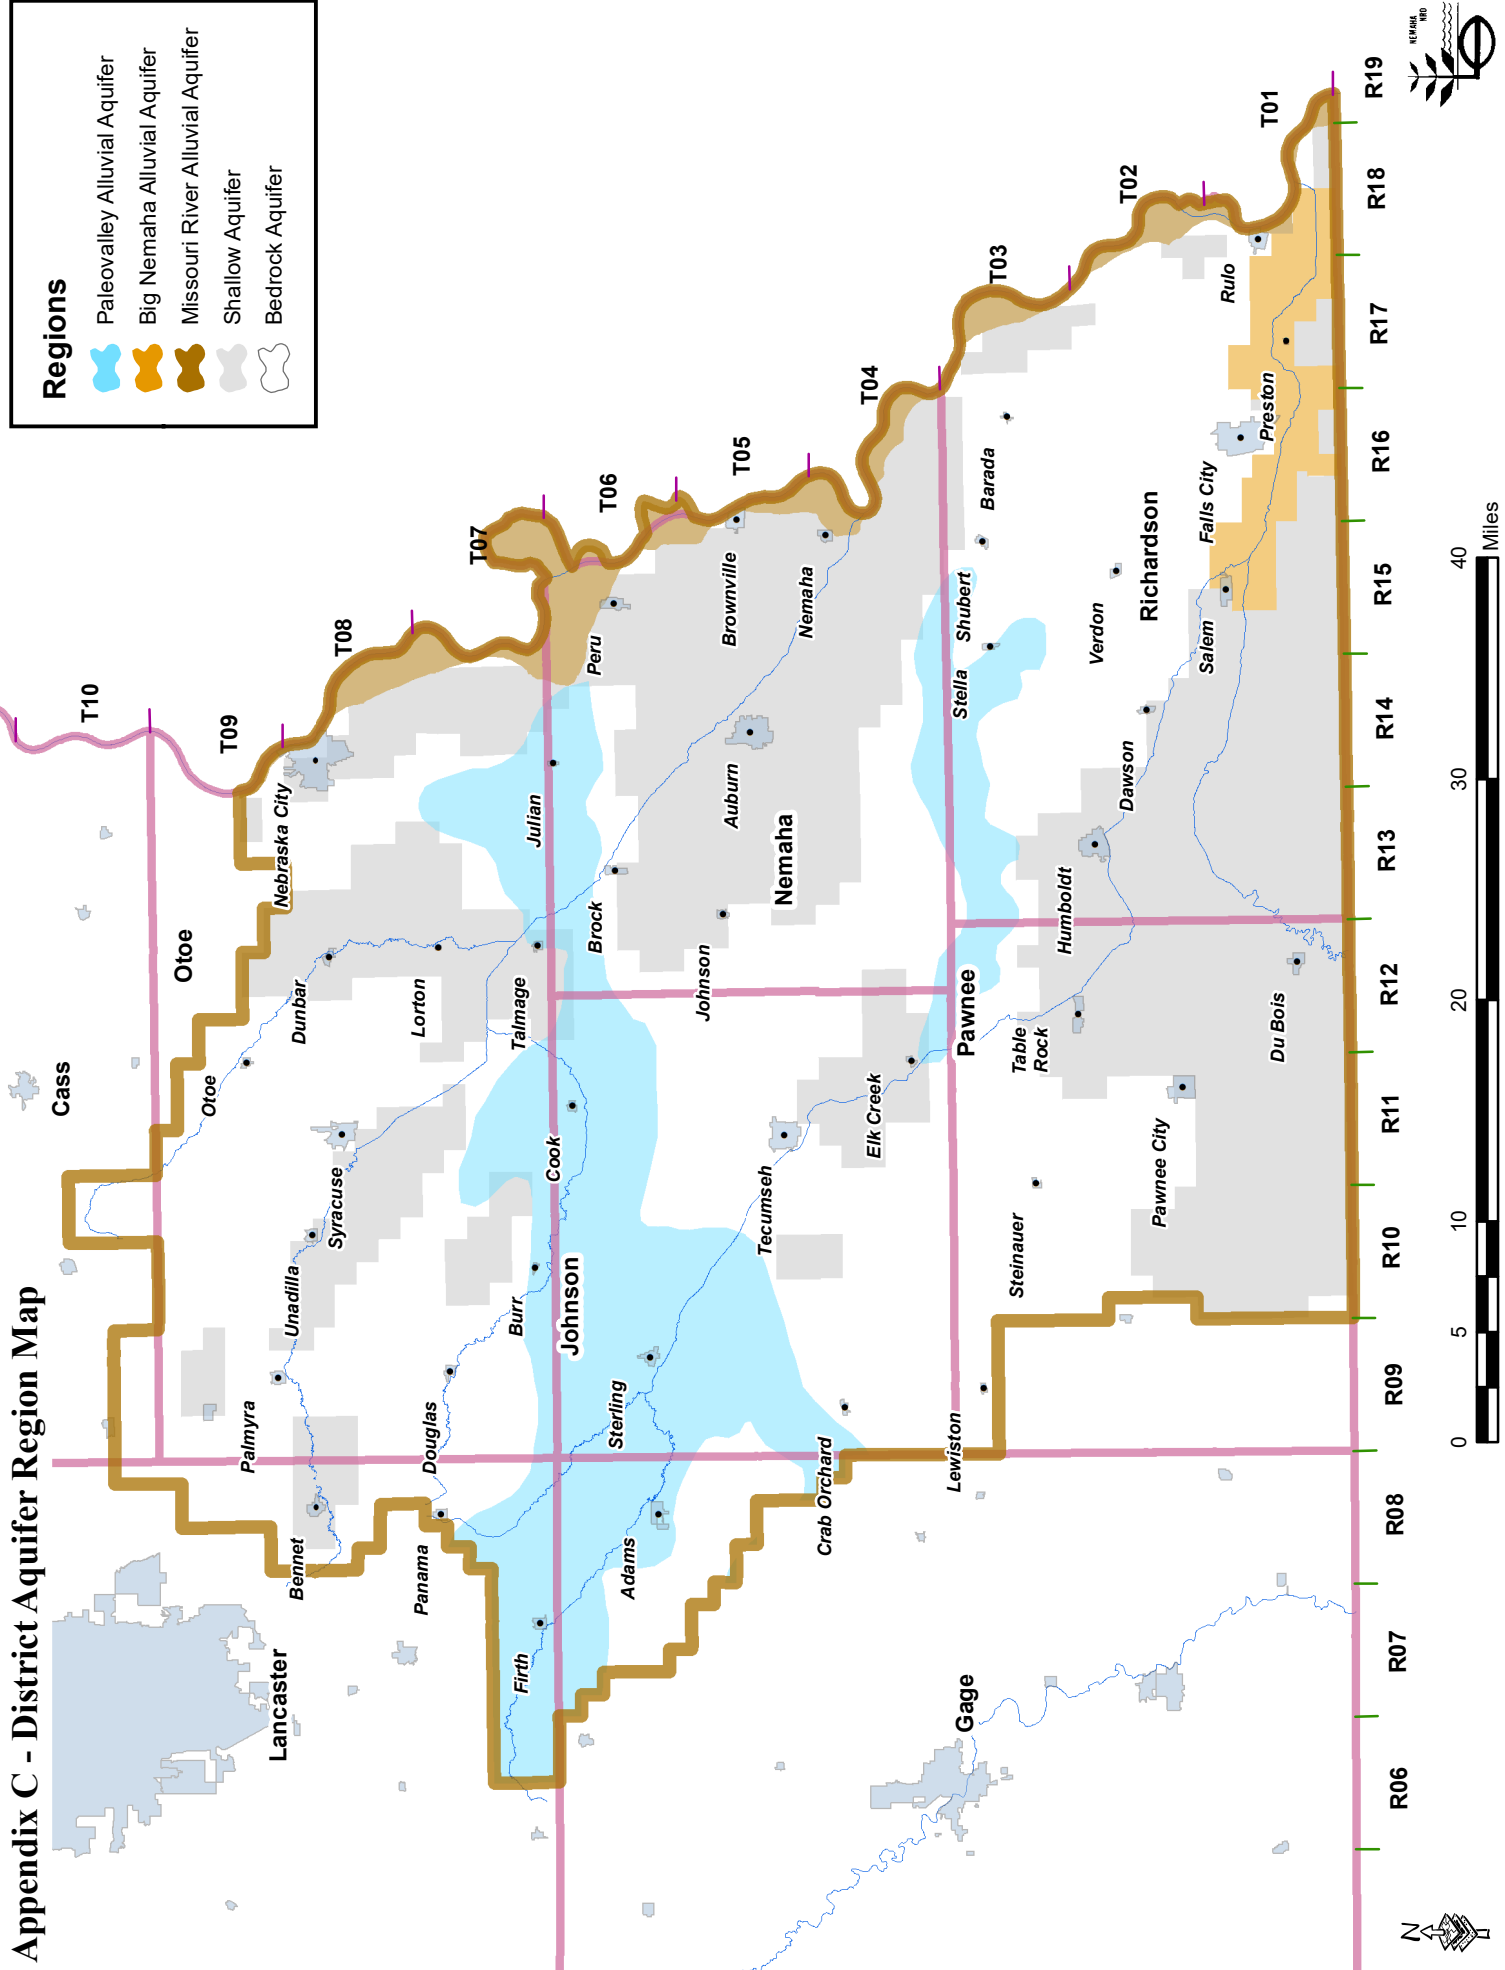 Appendix C - District Aquifer Region Map
Regions
Paleovalley Alluvial Aquifer
Big Nemaha Alluvial Aquifer
Missouri River Alluvial Aquifer
Shallow Aquifer
Bedrock Aquifer
Cass
T10
Otoe
T09
Otoe
Dunbar
Nebraska City
T08
Lancaster
Bennet
Palmyra
Unadilla
Syracuse
Lorton
T07
Panama
Douglas
Burr
Talmage
Julian
Firth
Cook
Johnson
Brock
Peru
T06
Adams
Sterling
Johnson
Auburn
Brownville
T05
Tecumseh
Nemaha
Nemaha
T04
Crab Orchard
Elk Creek
Lewiston
Gage
Pawnee
Stella
Shubert
Barada
T03
Steinauer
Table
Rock
Humboldt
Verdon
Dawson
Richardson
T02
Pawnee City
Salem
Falls City
Rulo
Du Bois
Preston
T01
R06
R07
R08
R09
R10
R11
R12
R13
R14
R15
R16
R17
R18
R19
N
0
5
10
20
30
40
Miles
NEMAHA
NRD